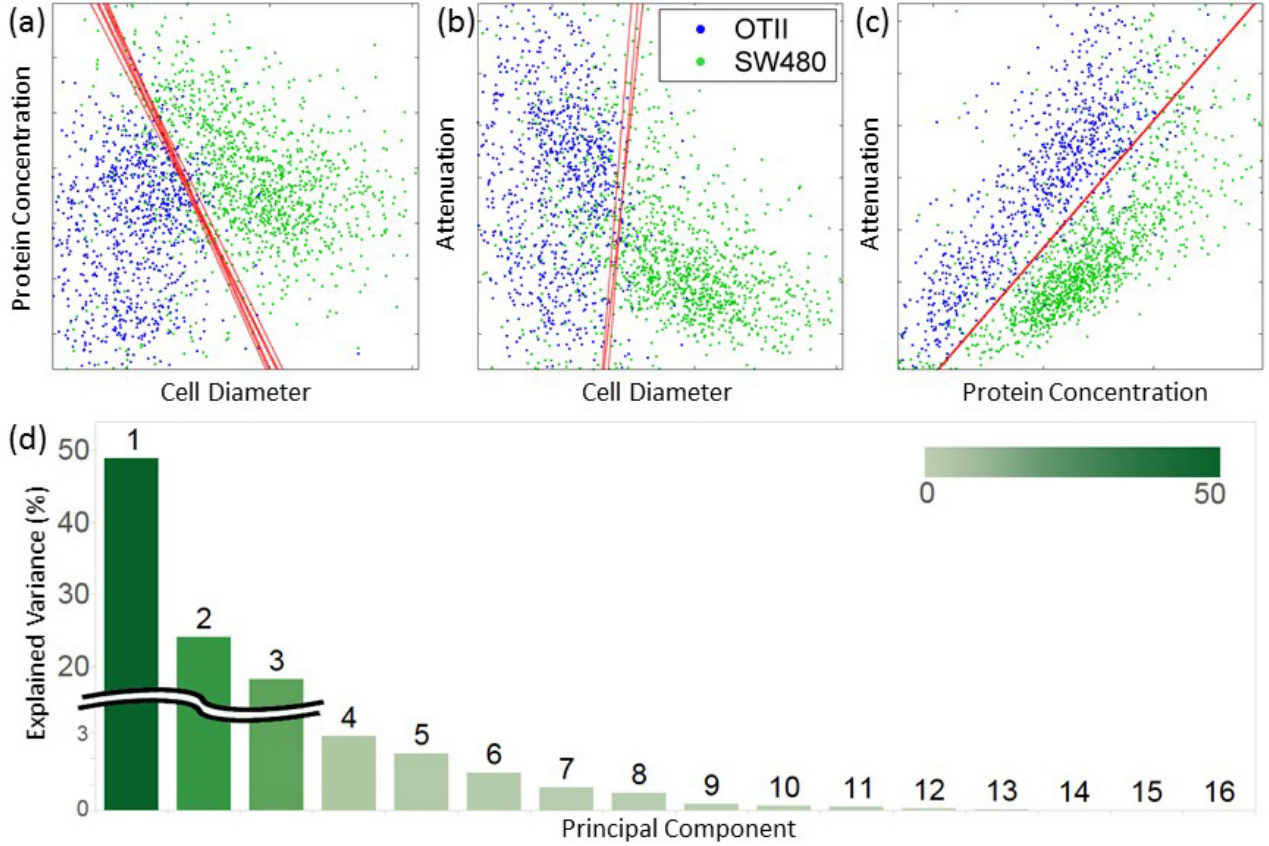 (a)
Protein Concentration
Cell Diameter
(b)
Attenuation
Cell Diameter
OTII
SW480
(c)
Attenuation
Protein Concentration
(d)
Explained Variance (%)
50
40
30
20
3
0
1
2
3
4
5
6
7
8
9
10
11
12
13
14
15
16
0
50
Principal Component